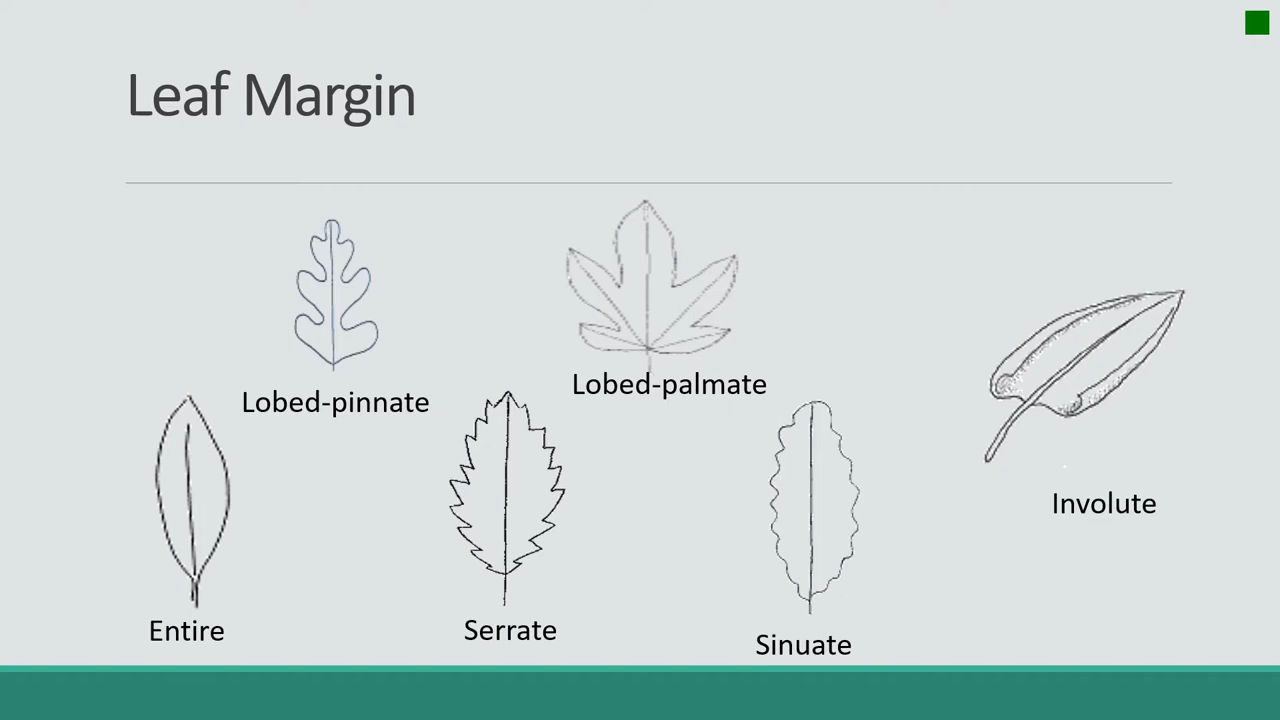 Leaf Margin
Lobed-pinnate
Lobed-palmate
Involute
Entire
Serrate
Sinuate